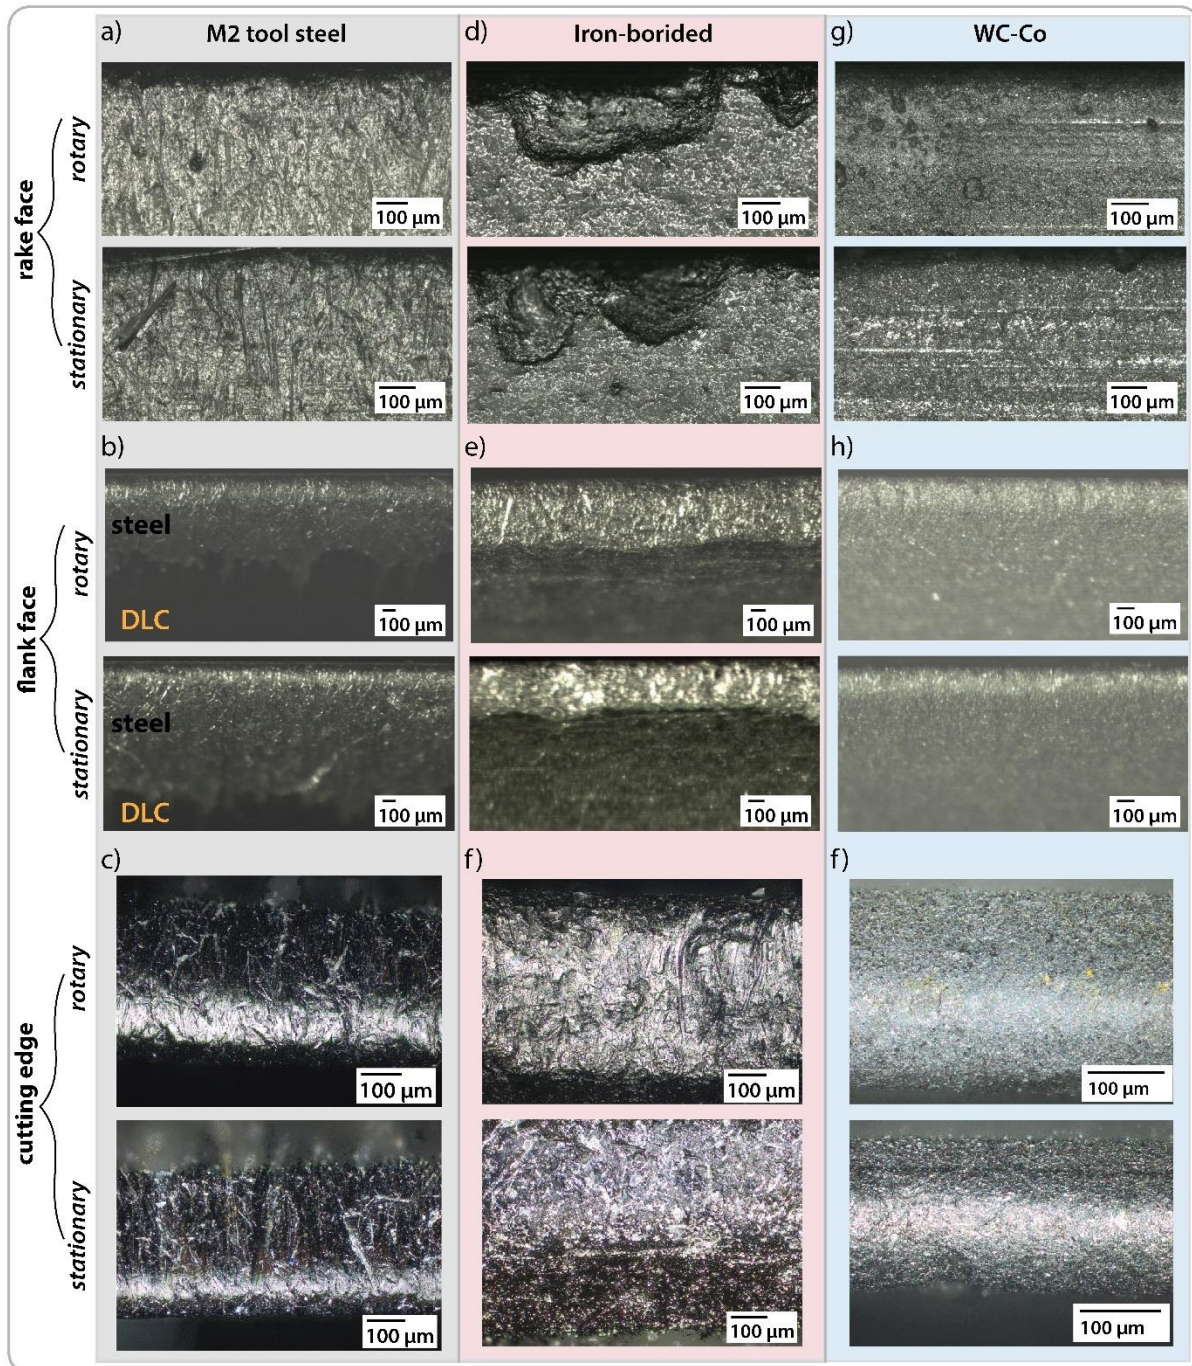 a) M2 tool steel
d) Iron-borided
g) WC-Co
rake face
rotary
100 µm
100 µm
100 µm
stationary
100 µm
100 µm
100 µm
b)
e)
h)
flank face
rotary
steel
DLC
100 µm
100 µm
100 µm
stationary
steel
DLC
100 µm
100 µm
100 µm
c)
f)
f)
cutting edge
rotary
100 µm
100 µm
100 µm
stationary
100 µm
100 µm
100 µm